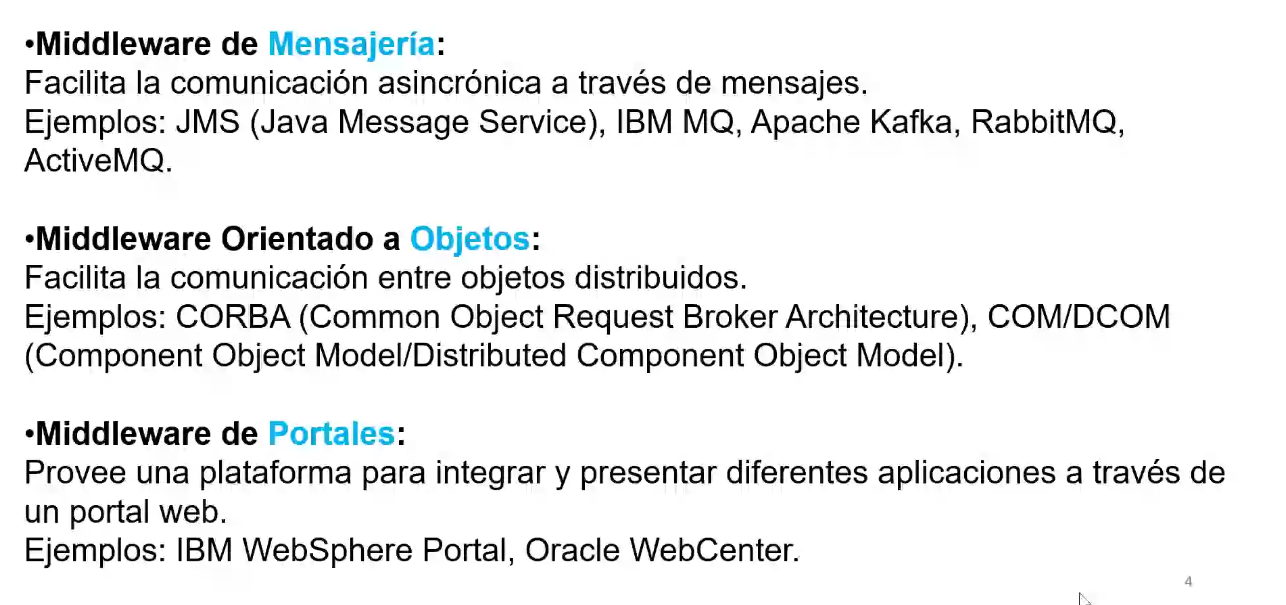 •Middleware de Mensajería:
Facilita la comunicación asincrónica a través de mensajes.
Ejemplos: JMS (Java Message Service), IBM MQ, Apache Kafka, RabbitMQ,
ActiveMQ.
•Middleware Orientado a Objetos:
Facilita la comunicación entre objetos distribuidos.
Ejemplos: CORBA (Common Object Request Broker Architecture), COM/DCOM
(Component Object Model/Distributed Component Object Model).
•Middleware de Portales:
Provee una plataforma para integrar y presentar diferentes aplicaciones a través de
un portal web.
Ejemplos: IBM WebSphere Portal, Oracle WebCenter.
4